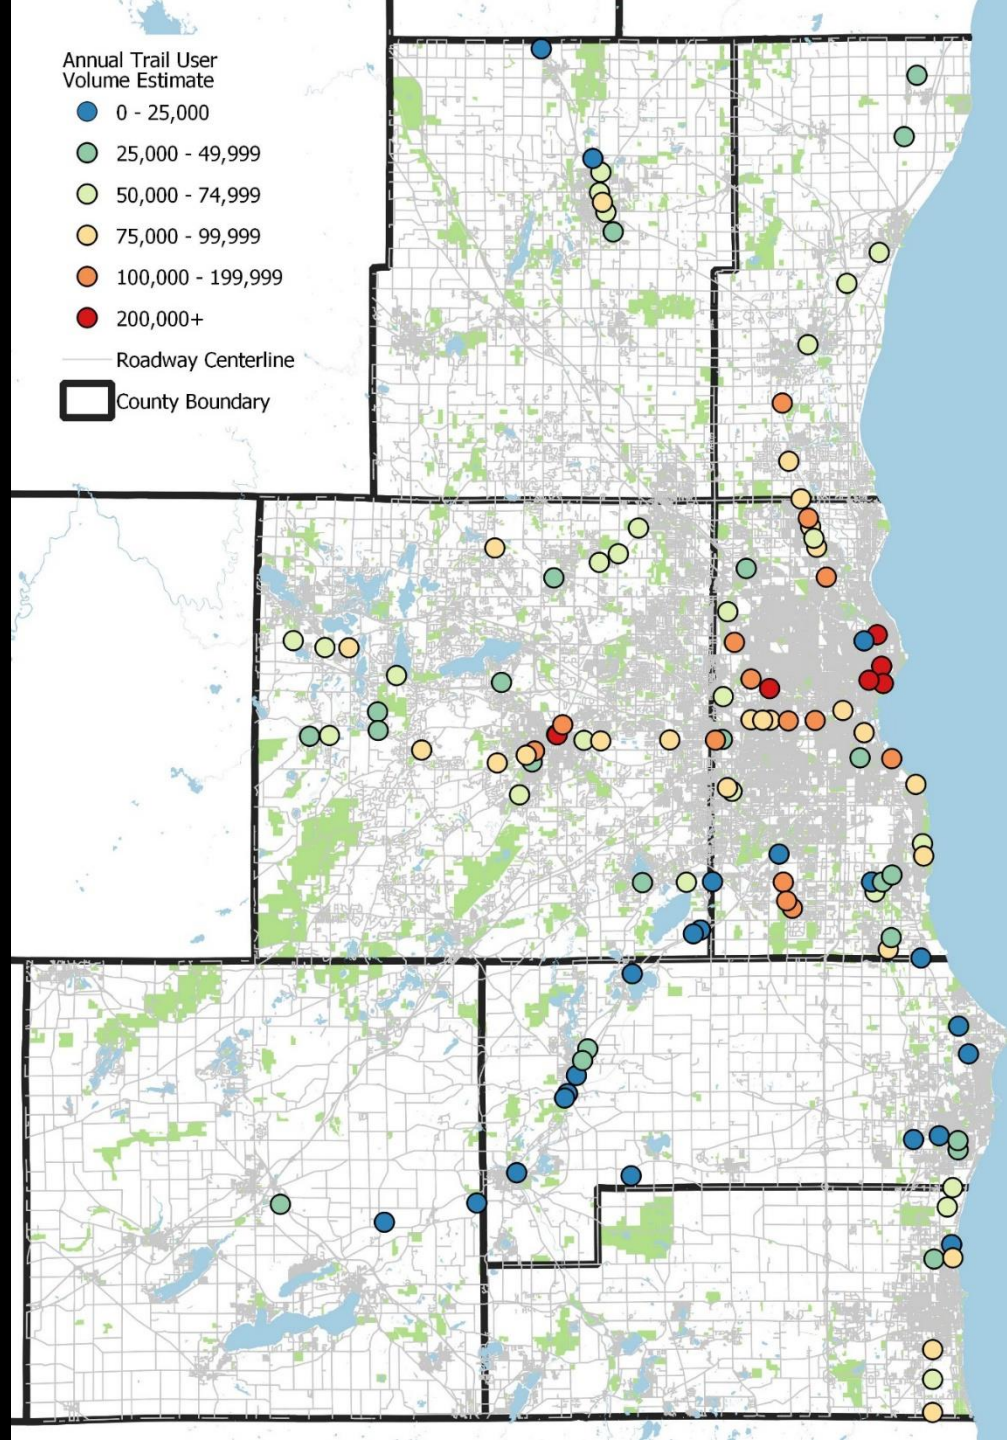 Annual Trail User
Volume Estimate
0 - 25,000
25,000 - 49,999
50,000 - 74,999
75,000 - 99,999
100,000 - 199,999
200,000+
Roadway Centerline
County Boundary